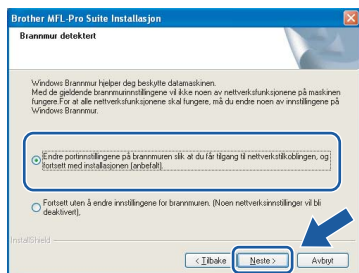 Brother MFL-Pro Suite Installasjon
Brannmur detektert
Windows Brannmur hjelper deg beskytte datamaskinen.
Med de gjeldende brannmurinnstillingene vil ikke noen av nettverksfunksjonene på maskinen
fungere.For at alle nettverksfunksjonene skal fungere, må du endre noen av innstillingene på
Windows Brannmur.
Endre portinnstillingene på brannmuren slik at du får tilgang til nettverkstilkoblingen, og
fortsett med installasjonen (anbefalt).
Fortsett uten å endre innstillingene for brannmuren. (Noen nettverksinnstillinger vil bli
deaktivert),
InstallShield
< Tilbake
Neste >
Avbryt